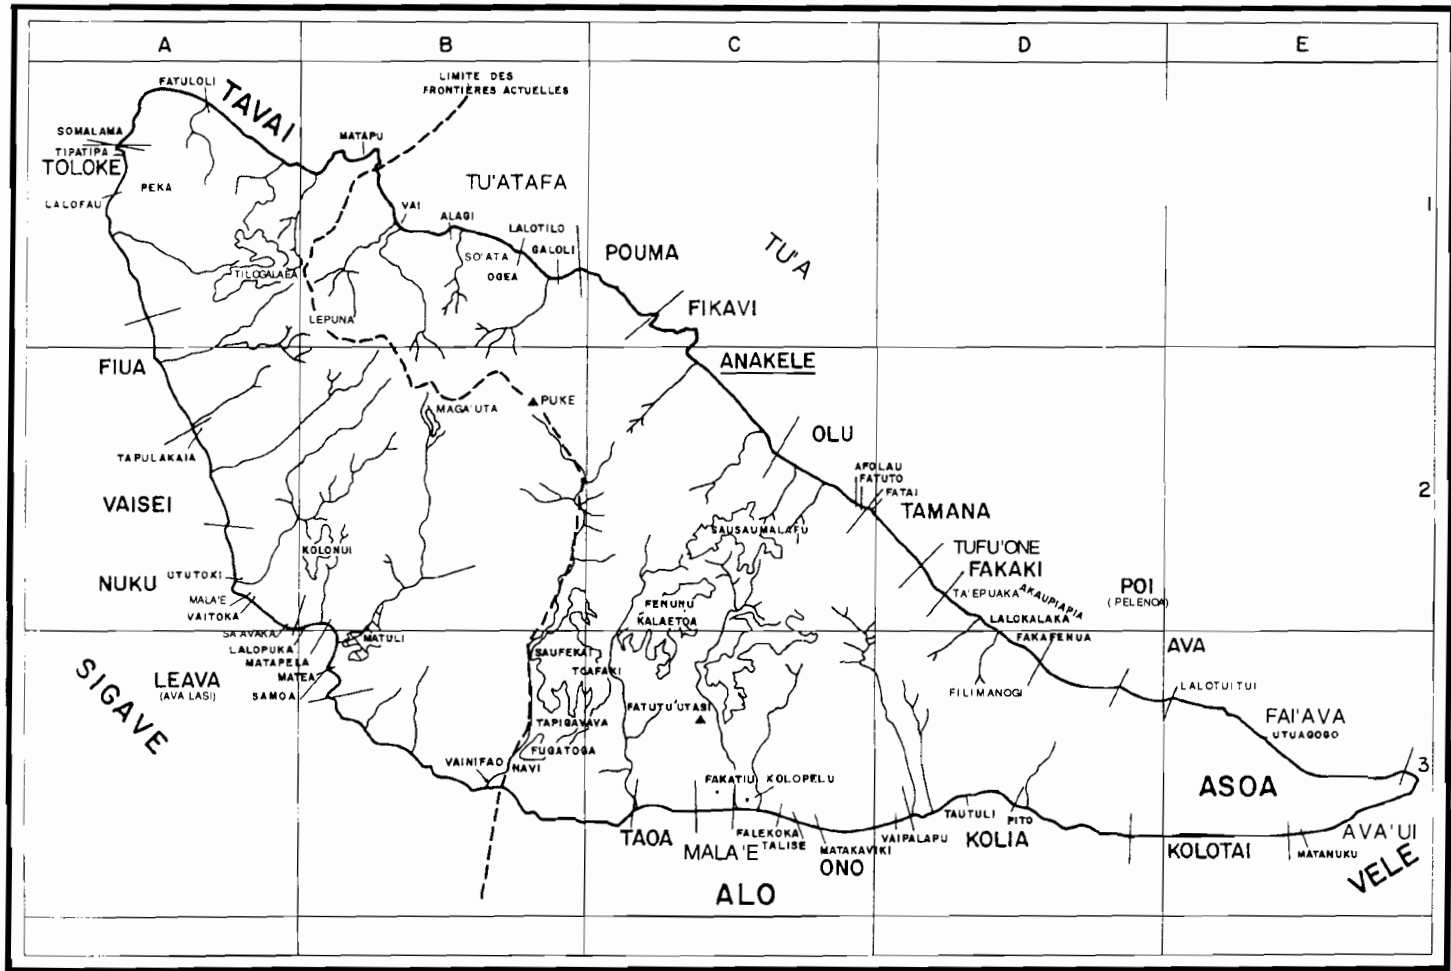 A
B
C
D
E
1
2
3
LIMITE DES
FRONTIÈRES ACTUELLES
FATULOLI
TAVAI
SOMALAMA
TIPATIPA
TOLOKE
PEKA
LALOFAU
MATAPU
TU'ATAFA
VAI
ALAGI
LALOTILO
SO'ATA
GALOLI
OGEA
POUMA
TU'A
TILOGALAEA
LEPUNA
FIKAVI
FIUA
ANAKELE
MAGA'UTA
PUKE
OLU
TAPULAKAIA
AFOLAU
FATUTO
FATAI
VAISEI
TAMANA
SAUSAUMALAFU
KOLONUI
TUFU'ONE
FAKAKI
NUKU
UTUTOKI
MALA'E
VAITOKA
TA'EPUAKA
AKAUPIAPIA
POI
(PELENOA)
FENUNU
KALAETOA
LALOKALAKA
SA'AVAKA
LALOPUKA
MATAPELA
MATEA
SAMOA
MATULI
FAKAFENUA
AVA
SAUFEKAI
TOAFAKI
LEAVA
(AVA LASI)
SIGAVE
FILIMANOGI
LALOTUITUI
FATUTU'UTASI
TAPIGAVAVA
FAI'AVA
UTUAGOGO
FUGATOGA
VAINIFAO
NAVI
FAKATIU
KOLOPELU
ASOA
TAUTULI
PITO
TAOA
MALA'E
FALEKOKA
TALISE
MATAKAVIKI
ONO
VAIPALAPU
KOLIA
KOLOTAI
MATANUKU
AVA'UI
VELE
ALO